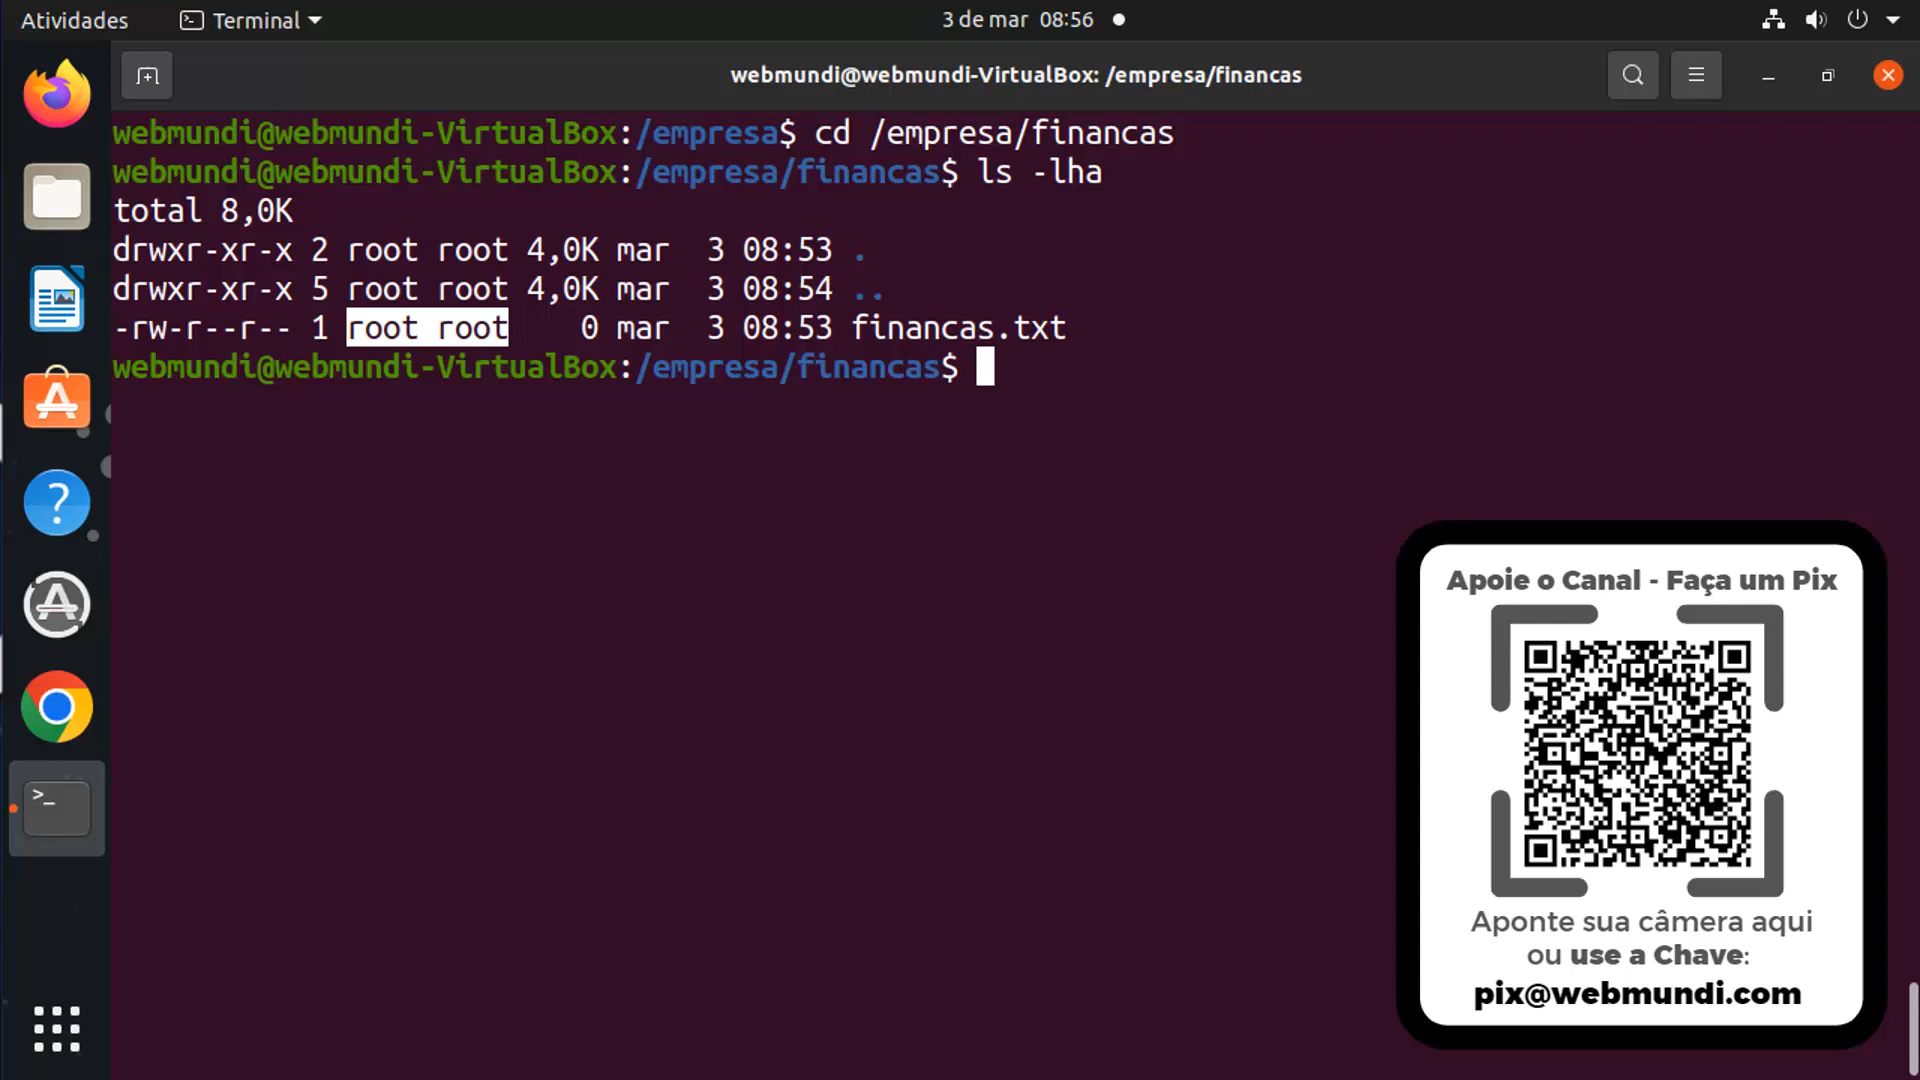 Atividades Terminal 3 de mar 08:56
webmundi@webmundi-VirtualBox: /empresa/financas
webmundi@webmundi-VirtualBox:/empresa$ cd /empresa/financas
webmundi@webmundi-VirtualBox:/empresa/financas$ ls -lha
total 8,0K
drwxr-xr-x 2 root root 4,0K mar  3 08:53 .
drwxr-xr-x 5 root root 4,0K mar  3 08:54 ..
-rw-r--r-- 1 root root    0 mar  3 08:53 financas.txt
webmundi@webmundi-VirtualBox:/empresa/financas$
Apoie o Canal - Faça um Pix
Aponte sua câmera aqui
ou use a Chave:
pix@webmundi.com